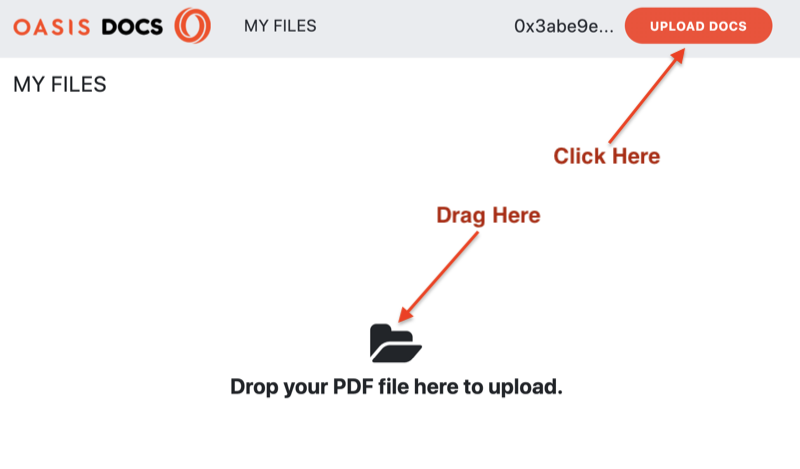 OASIS DOCS MY FILES 0x3abe9e... UPLOAD DOCS
MY FILES
Click Here
Drag Here
Drop your PDF file here to upload.